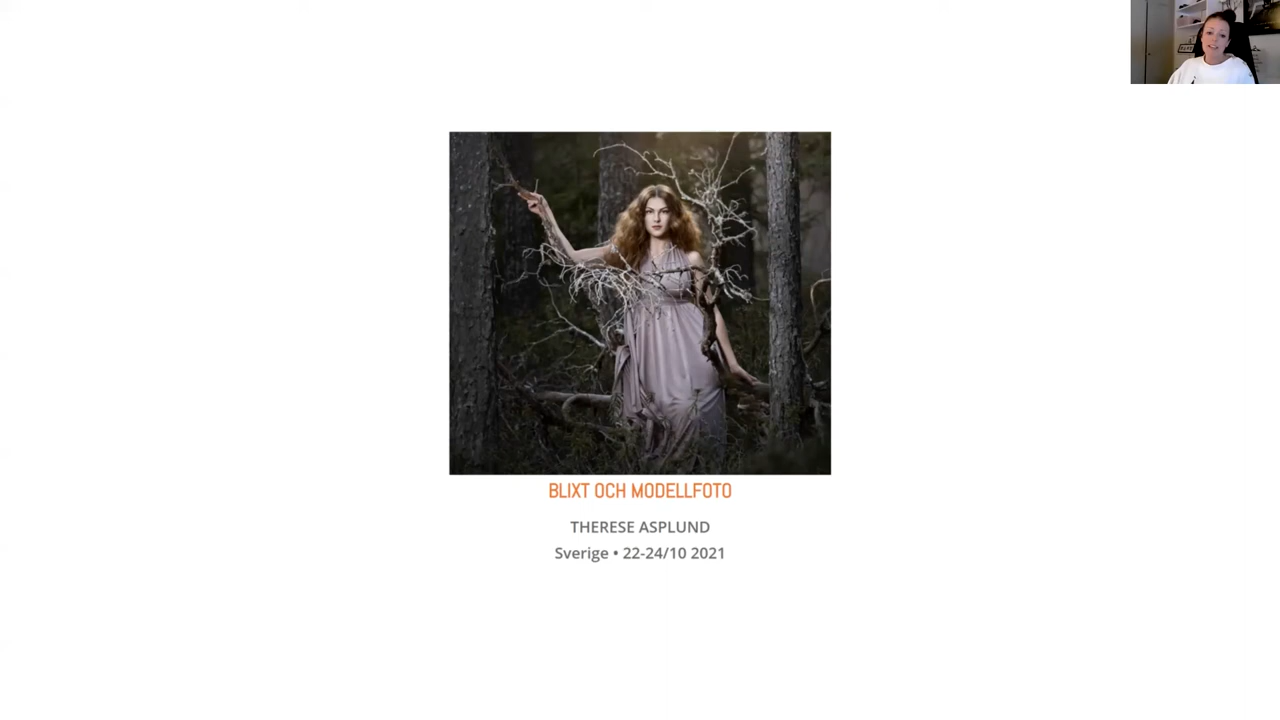 BLIXT OCH MODELLFOTO
THERESE ASPLUND
Sverige • 22-24/10 2021